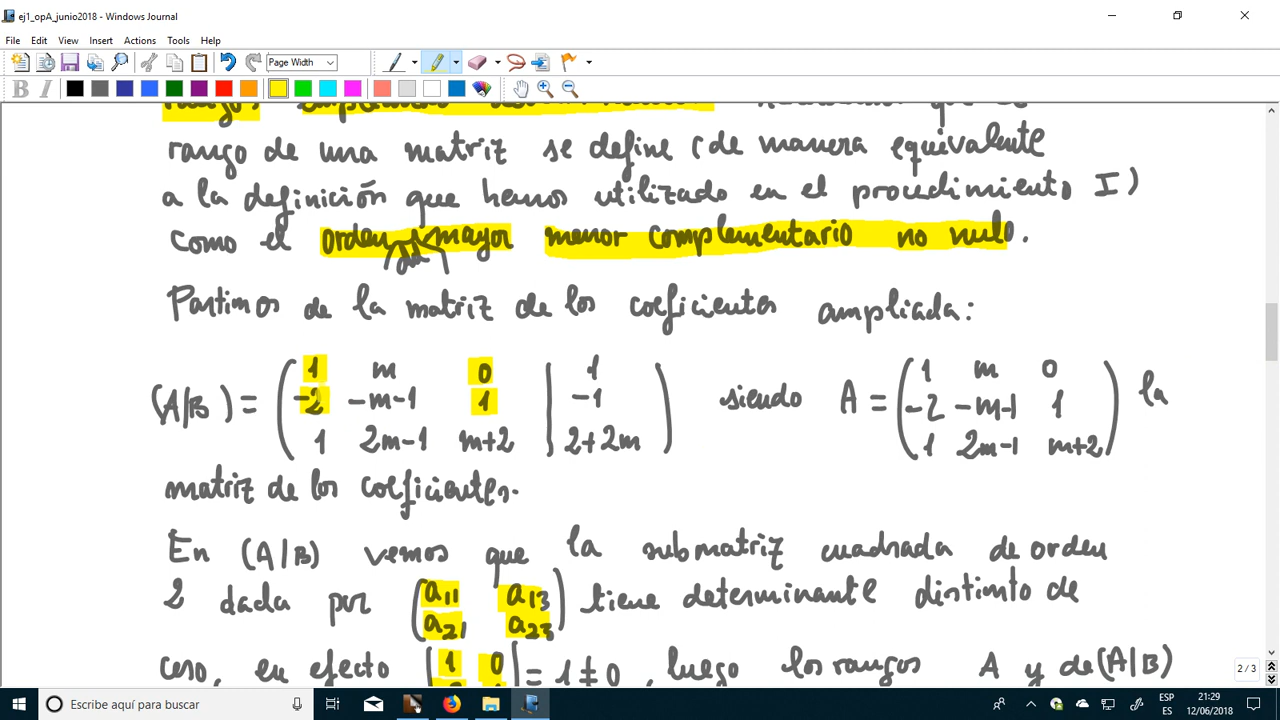 ej1_opA_junio2018 - Windows Journal
File Edit View Insert Actions Tools Help
Page Width
B I
rango de una matriz se define (de manera equivalente
a la definición que hemos utilizado en el procedimiento I)
como el orden mayor menor complementario no nulo.
del
Partimos de la matriz de los coeficientes ampliada:
1 m 0 | 1 1 m 0
(A|B) = -2 -m-1 1 | -1 siendo A = -2 -m-1 1 la
1 2m-1 m+2 | 2+2m 1 2m-1 m+2
matriz de los coeficientes.
En (A|B) vemos que la submatriz cuadrada de orden
2 dada por (a11 a13 tiene determinante distinto de
a21 a23)
cero, en efecto |1 0| = 1 ≠ 0, luego los rangos A y de (A|B)
2/3
Escribe aquí para buscar
ESP
ES
21:29
12/06/2018